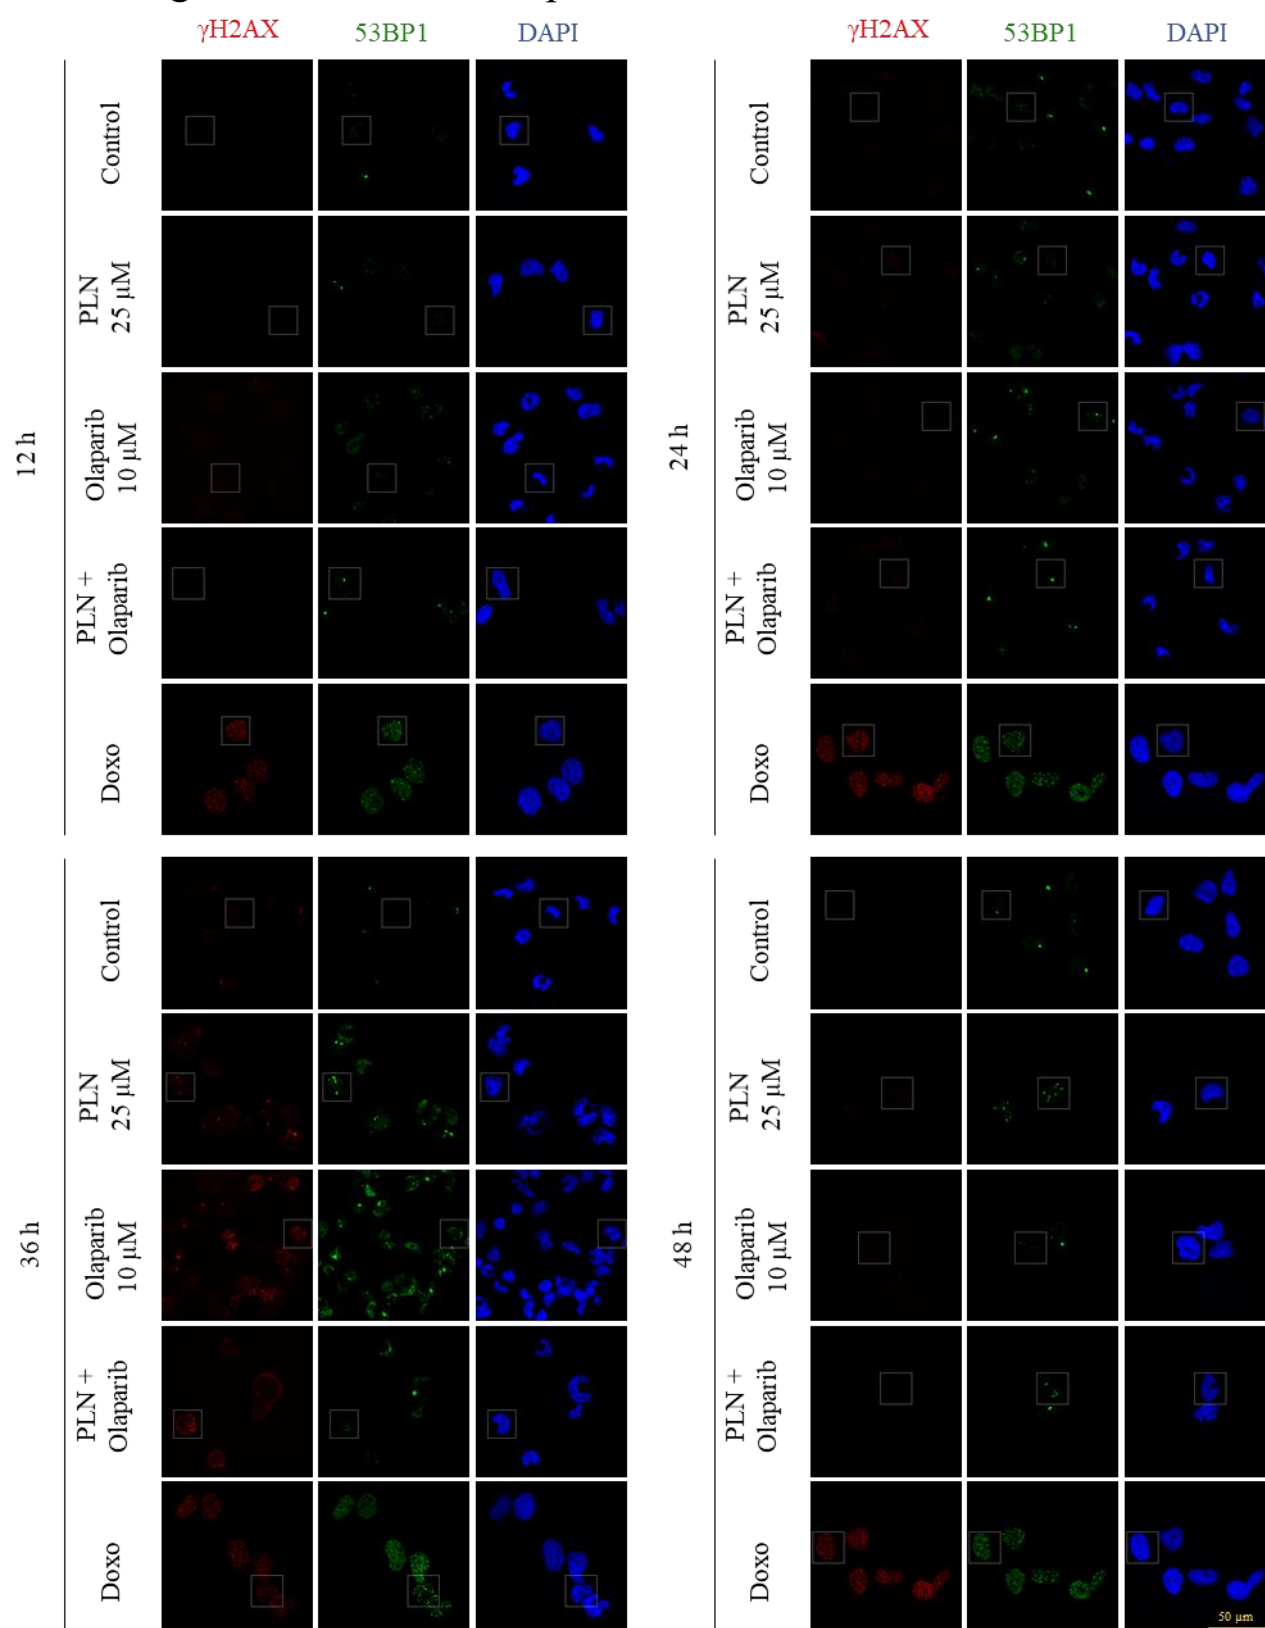 γH2AX 53BP1 DAPI
γH2AX 53BP1 DAPI
12 h
Control
PLN
25 μM
Olaparib
10 μM
PLN +
Olaparib
Doxo
24 h
Control
PLN
25 μM
Olaparib
10 μM
PLN +
Olaparib
Doxo
36 h
Control
PLN
25 μM
Olaparib
10 μM
PLN +
Olaparib
Doxo
48 h
Control
PLN
25 μM
Olaparib
10 μM
PLN +
Olaparib
Doxo
50 μm